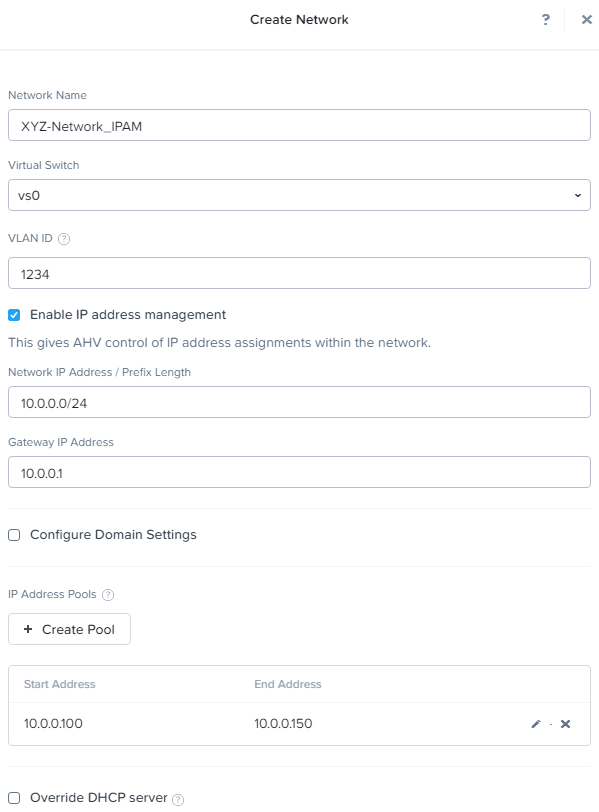 Create Network
?
Network Name
XYZ-Network_IPAM
Virtual Switch
vs0
VLAN ID ?
1234
Enable IP address management
This gives AHV control of IP address assignments within the network.
Network IP Address / Prefix Length
10.0.0.0/24
Gateway IP Address
10.0.0.1
Configure Domain Settings
IP Address Pools ?
+ Create Pool
Start Address End Address
10.0.0.100 10.0.0.150
Override DHCP server ?